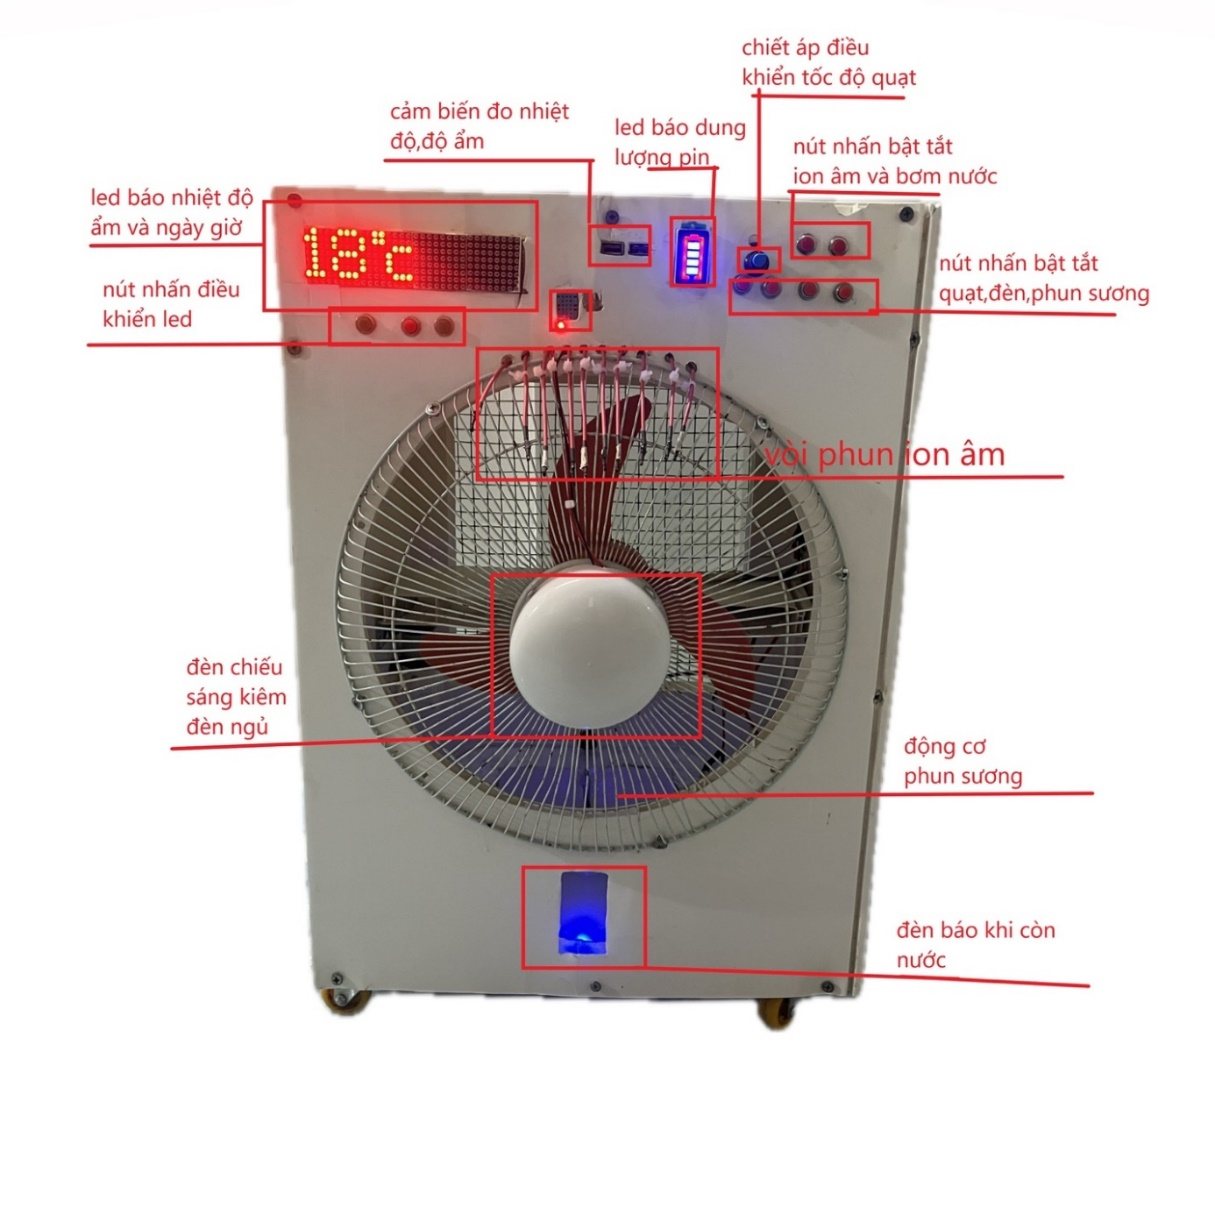 chiết áp điều
khiển tốc độ quạt
cảm biến đo nhiệt
độ,độ ẩm
led báo dung
lượng pin
nút nhấn bật tắt
ion âm và bơm nước
led báo nhiệt độ
ẩm và ngày giờ
18°c
nút nhấn bật tắt
quạt,đèn,phun sương
nút nhấn điều
khiển led
vòi phun ion âm
đèn chiếu
sáng kiêm
đèn ngủ
động cơ
phun sương
đèn báo khi còn
nước